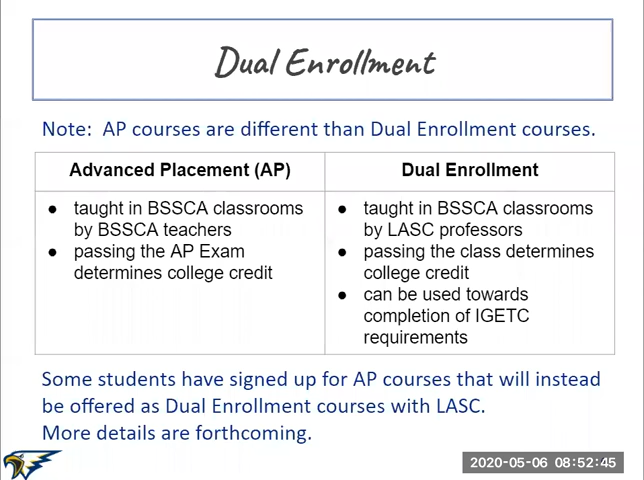 Dual Enrollment
Note: AP courses are different than Dual Enrollment courses.
Advanced Placement (AP)
● taught in BSSCA classrooms
by BSSCA teachers
● passing the AP Exam
determines college credit
Dual Enrollment
● taught in BSSCA classrooms
by LASC professors
● passing the class determines
college credit
● can be used towards
completion of IGETC
requirements
Some students have signed up for AP courses that will instead
be offered as Dual Enrollment courses with LASC.
More details are forthcoming.
2020-05-06 08:52:45